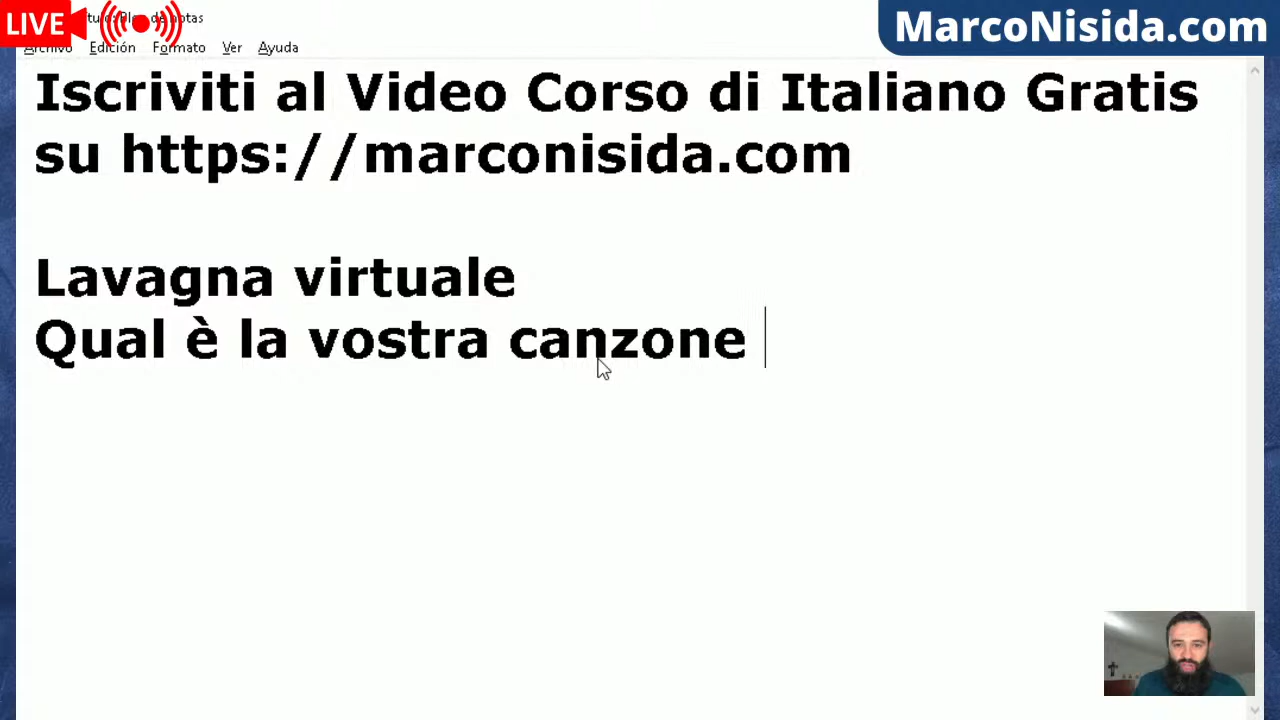 LIVE
MarcoNisida.com
Archivo Edición Formato Ver Ayuda
Iscriviti al Video Corso di Italiano Gratis
su https://marconisida.com
Lavagna virtuale
Qual è la vostra canzone